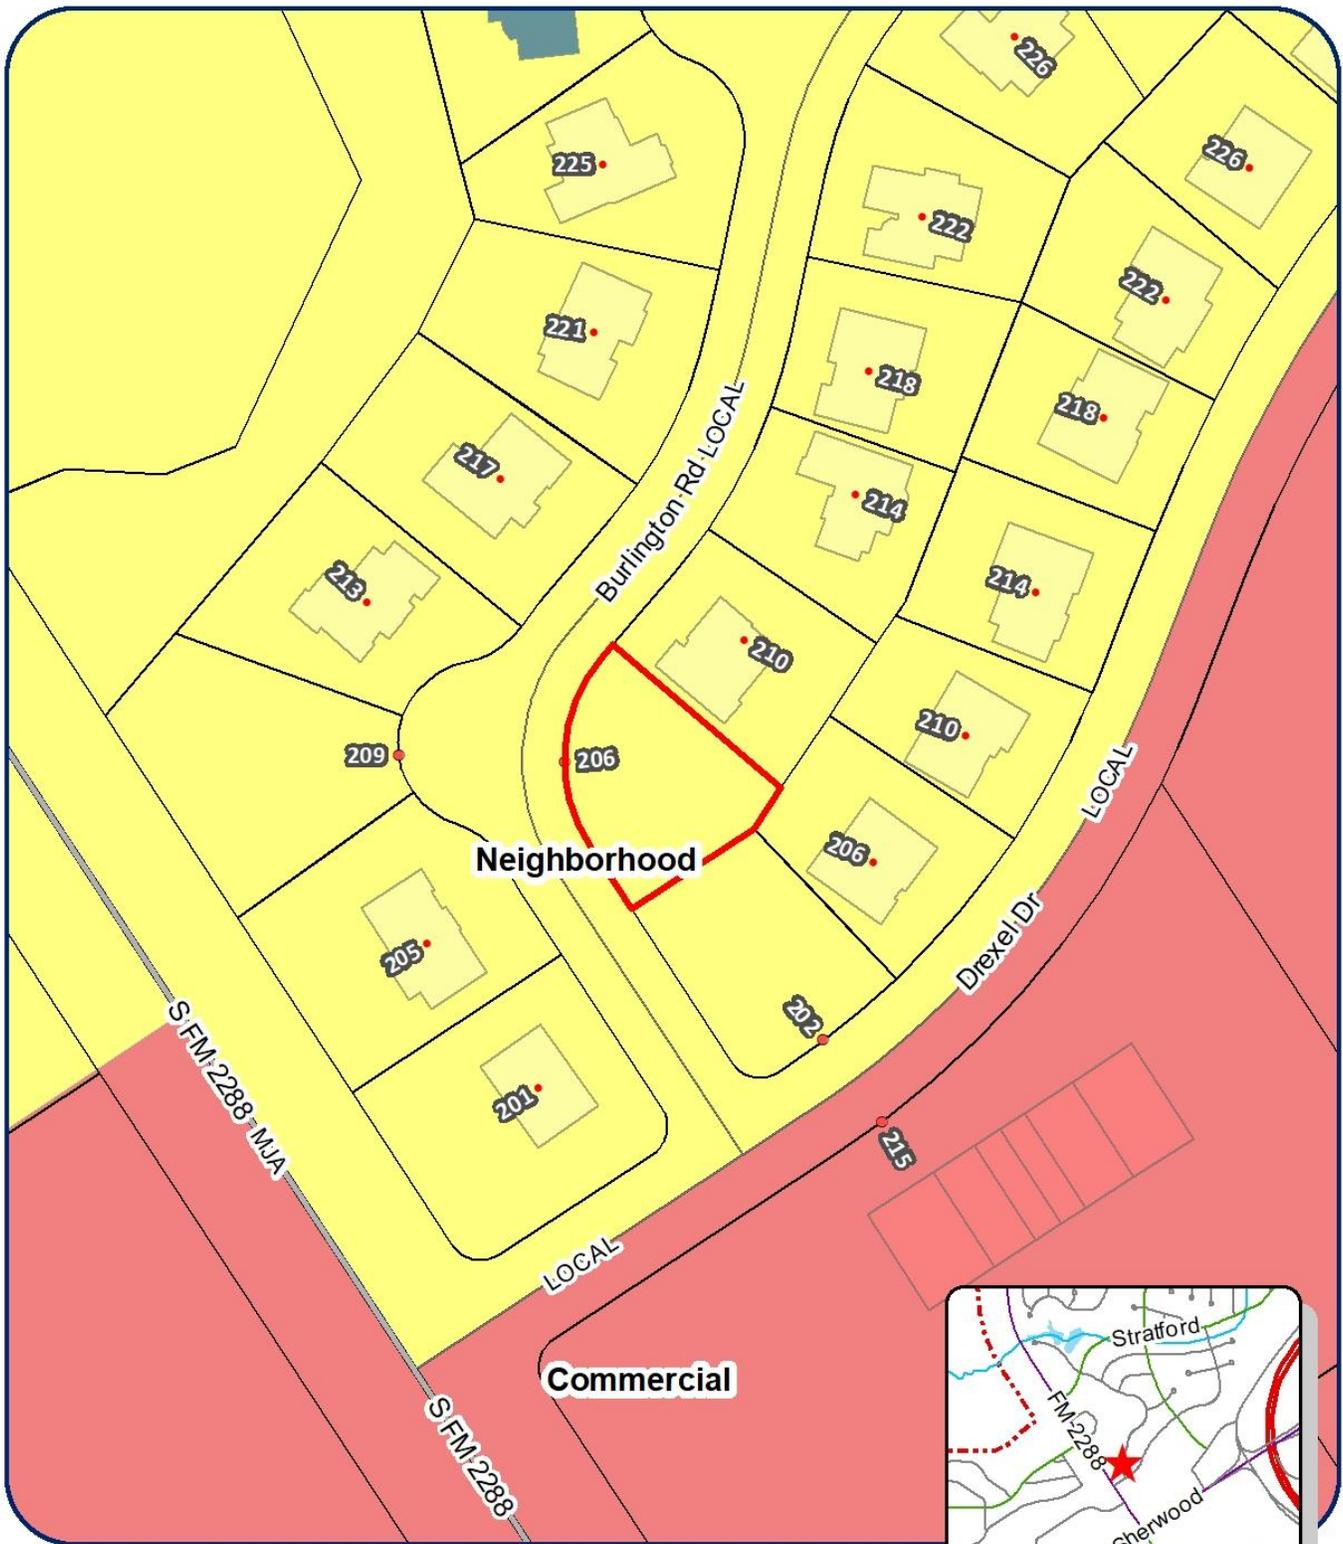 226
225
226
222
222
221
218
218
Burlington Rd LOCAL
217
214
214
213
210
210
LOCAL
209
206
206
Neighborhood
Drexel Dr
205
202
S FM 2288 MJA
201
215
LOCAL
Commercial
S FM 2288
Stratford
FM 2288
Sherwood